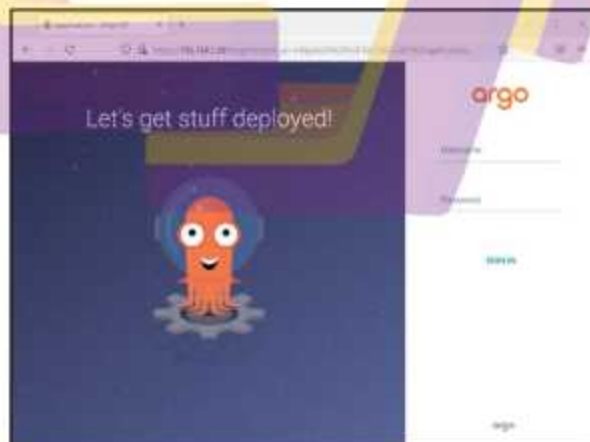 argo
Let's get stuff deployed!
Username
Password
SIGN IN
argo